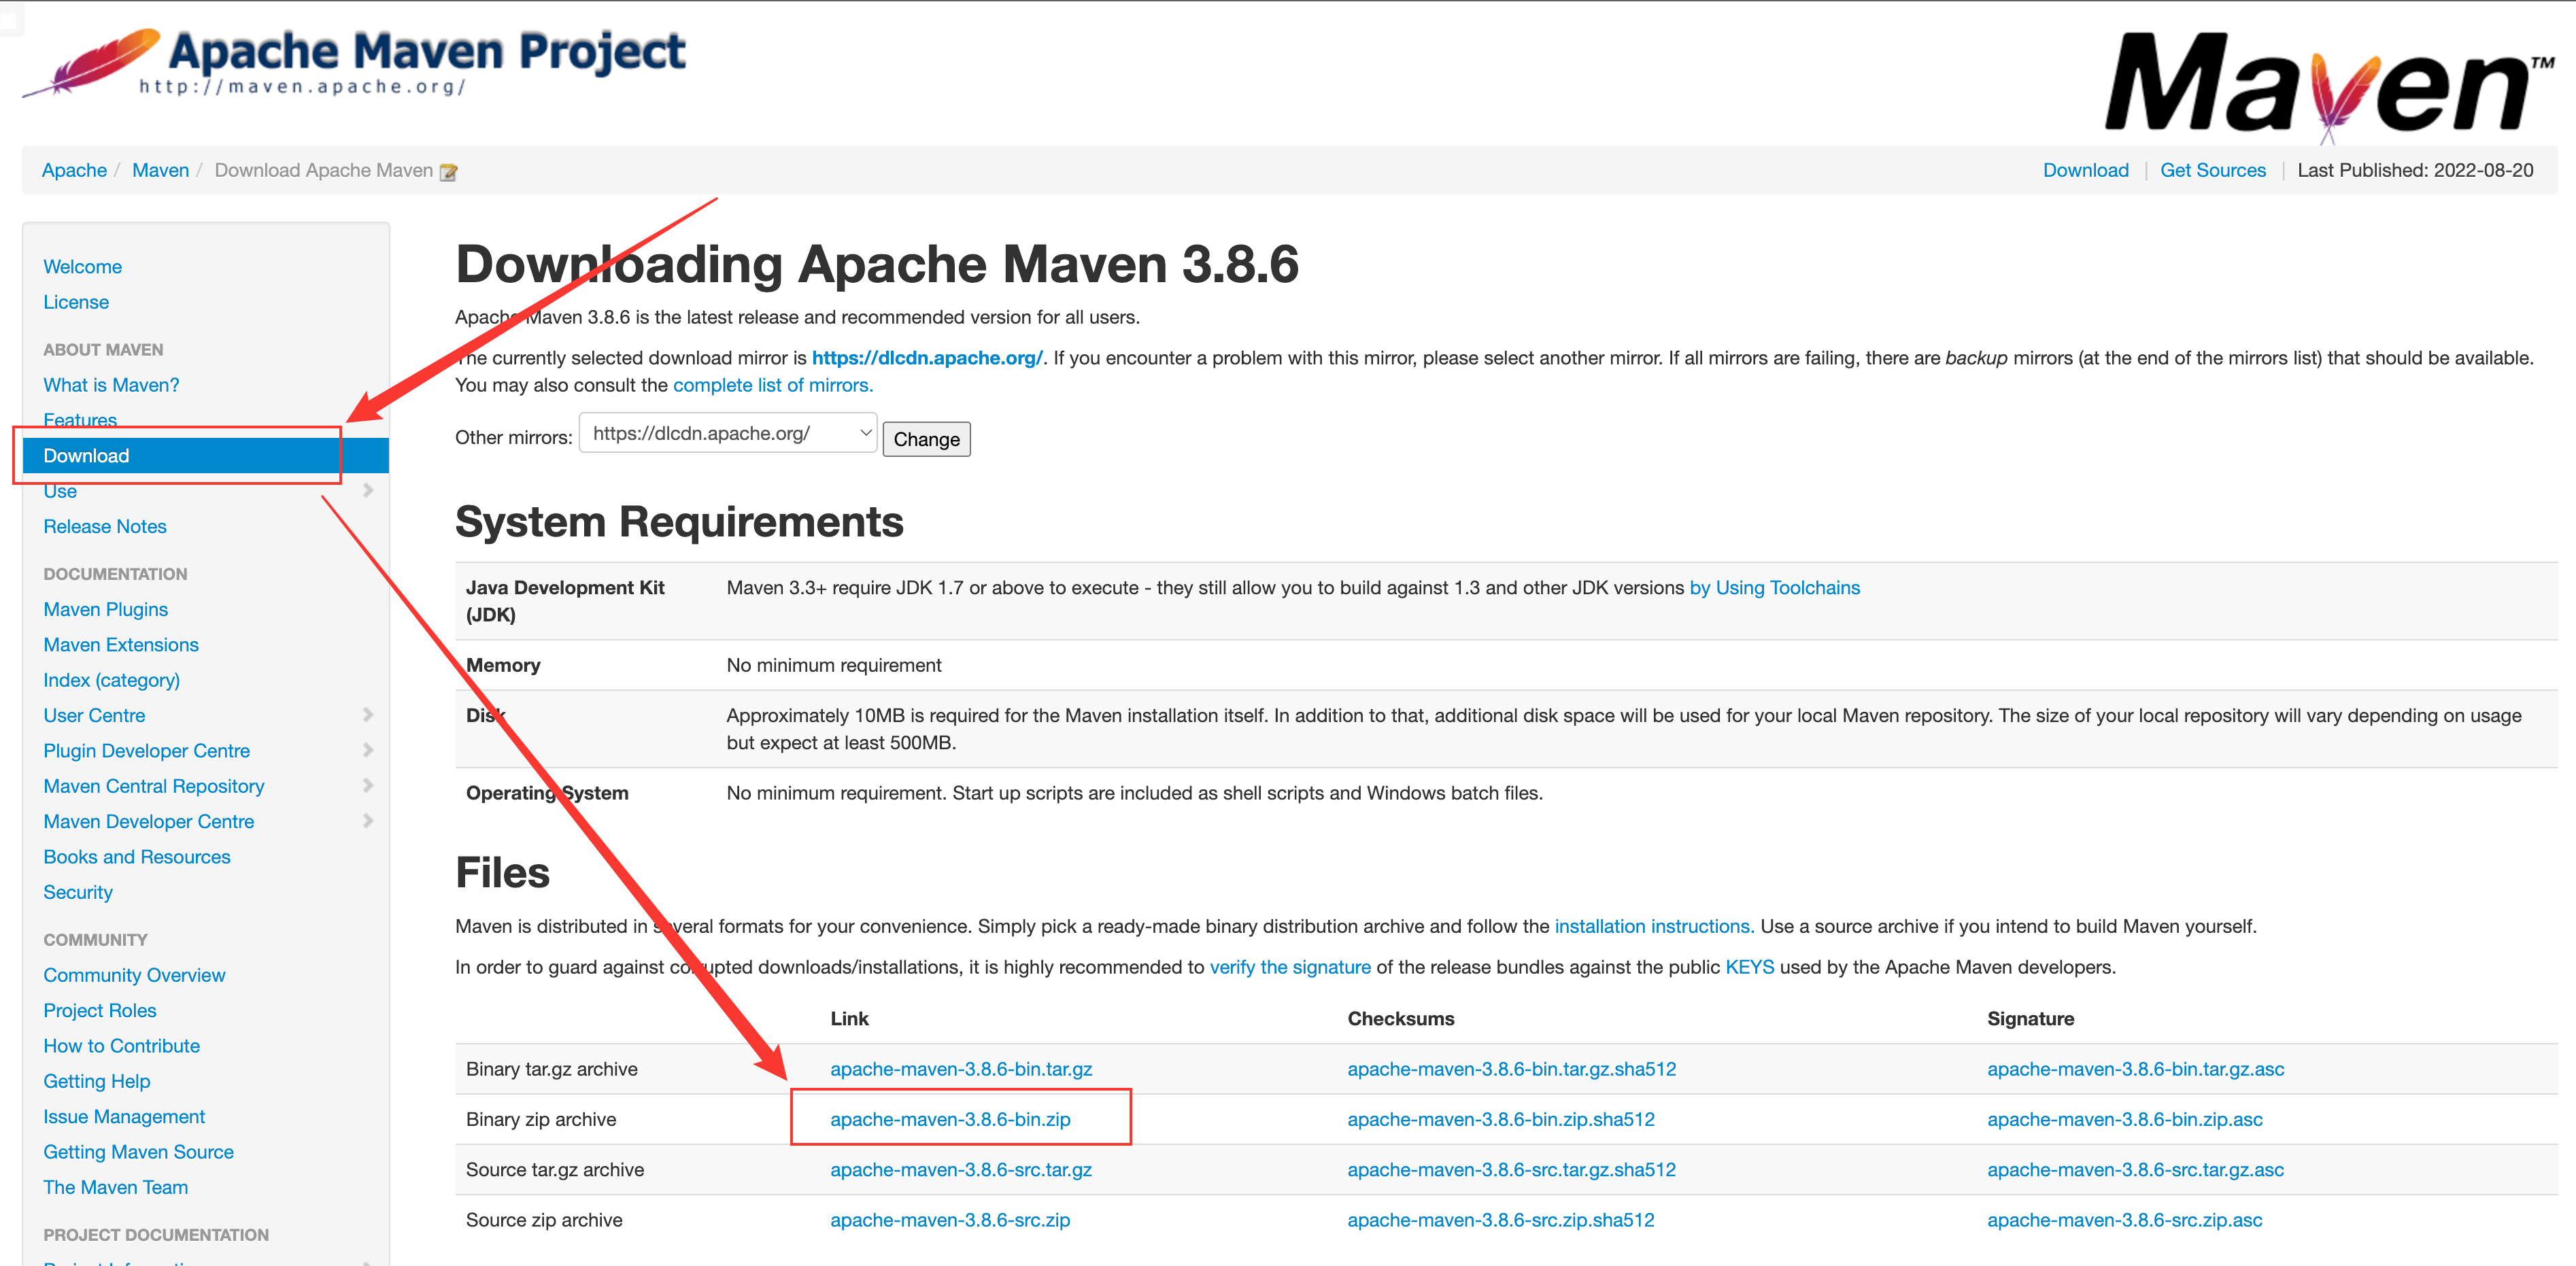 Apache Maven Project
http://maven.apache.org/
Maven™
Apache / Maven / Download Apache Maven
Download | Get Sources | Last Published: 2022-08-20
Welcome
License
ABOUT MAVEN
What is Maven?
Features
Download
Use
Release Notes
DOCUMENTATION
Maven Plugins
Maven Extensions
Index (category)
User Centre
Plugin Developer Centre
Maven Central Repository
Maven Developer Centre
Books and Resources
Security
COMMUNITY
Community Overview
Project Roles
How to Contribute
Getting Help
Issue Management
Getting Maven Source
The Maven Team
PROJECT DOCUMENTATION
Downloading Apache Maven 3.8.6
Apache Maven 3.8.6 is the latest release and recommended version for all users.
The currently selected download mirror is https://dlcdn.apache.org/. If you encounter a problem with this mirror, please select another mirror. If all mirrors are failing, there are backup mirrors (at the end of the mirrors list) that should be available.
You may also consult the complete list of mirrors.
Other mirrors: https://dlcdn.apache.org/ Change
System Requirements
Java Development Kit Maven 3.3+ require JDK 1.7 or above to execute - they still allow you to build against 1.3 and other JDK versions by Using Toolchains
(JDK)
Memory No minimum requirement
Disk Approximately 10MB is required for the Maven installation itself. In addition to that, additional disk space will be used for your local Maven repository. The size of your local repository will vary depending on usage
but expect at least 500MB.
Operating System No minimum requirement. Start up scripts are included as shell scripts and Windows batch files.
Files
Maven is distributed in several formats for your convenience. Simply pick a ready-made binary distribution archive and follow the installation instructions. Use a source archive if you intend to build Maven yourself.
In order to guard against corrupted downloads/installations, it is highly recommended to verify the signature of the release bundles against the public KEYS used by the Apache Maven developers.
Link Checksums Signature
Binary tar.gz archive apache-maven-3.8.6-bin.tar.gz apache-maven-3.8.6-bin.tar.gz.sha512 apache-maven-3.8.6-bin.tar.gz.asc
Binary zip archive apache-maven-3.8.6-bin.zip apache-maven-3.8.6-bin.zip.sha512 apache-maven-3.8.6-bin.zip.asc
Source tar.gz archive apache-maven-3.8.6-src.tar.gz apache-maven-3.8.6-src.tar.gz.sha512 apache-maven-3.8.6-src.tar.gz.asc
Source zip archive apache-maven-3.8.6-src.zip apache-maven-3.8.6-src.zip.sha512 apache-maven-3.8.6-src.zip.asc